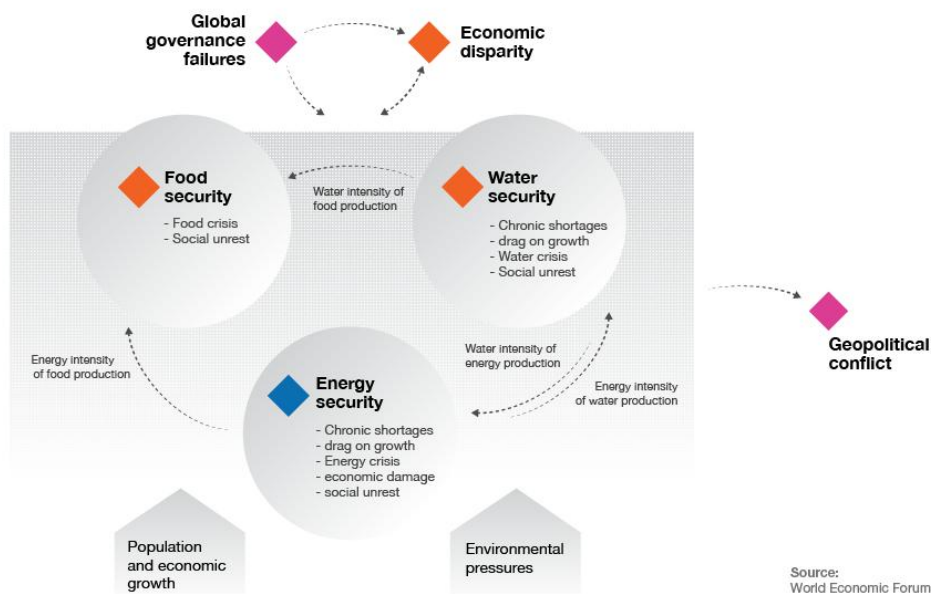 Global
governance
failures
Economic
disparity
Food
security
- Food crisis
- Social unrest
Water intensity of
food production
Water
security
- Chronic shortages
- drag on growth
- Water crisis
- Social unrest
Geopolitical
conflict
Energy intensity
of food production
Water intensity of
energy production
Energy intensity
of water production
Energy
security
- Chronic shortages
- drag on growth
- Energy crisis
- economic damage
- social unrest
Population
and economic
growth
Environmental
pressures
Source:
World Economic Forum